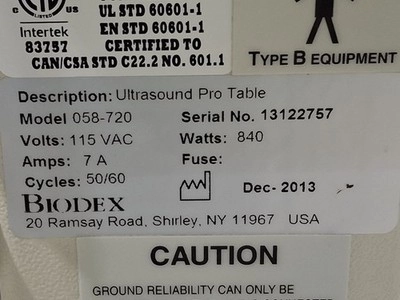 UL STD 60601-1
Intertek EN STD 60601-1
83757 CERTIFIED TO
CAN/CSA STD C22.2 NO. 601.1
TYPE B EQUIPMENT
Description: Ultrasound Pro Table
Model 058-720 Serial No. 13122757
Volts: 115 VAC Watts: 840
Amps: 7 A Fuse:
Cycles: 50/60 Dec- 2013
BIODEX
20 Ramsay Road, Shirley, NY 11967 USA
CAUTION
GROUND RELIABILITY CAN ONLY BE